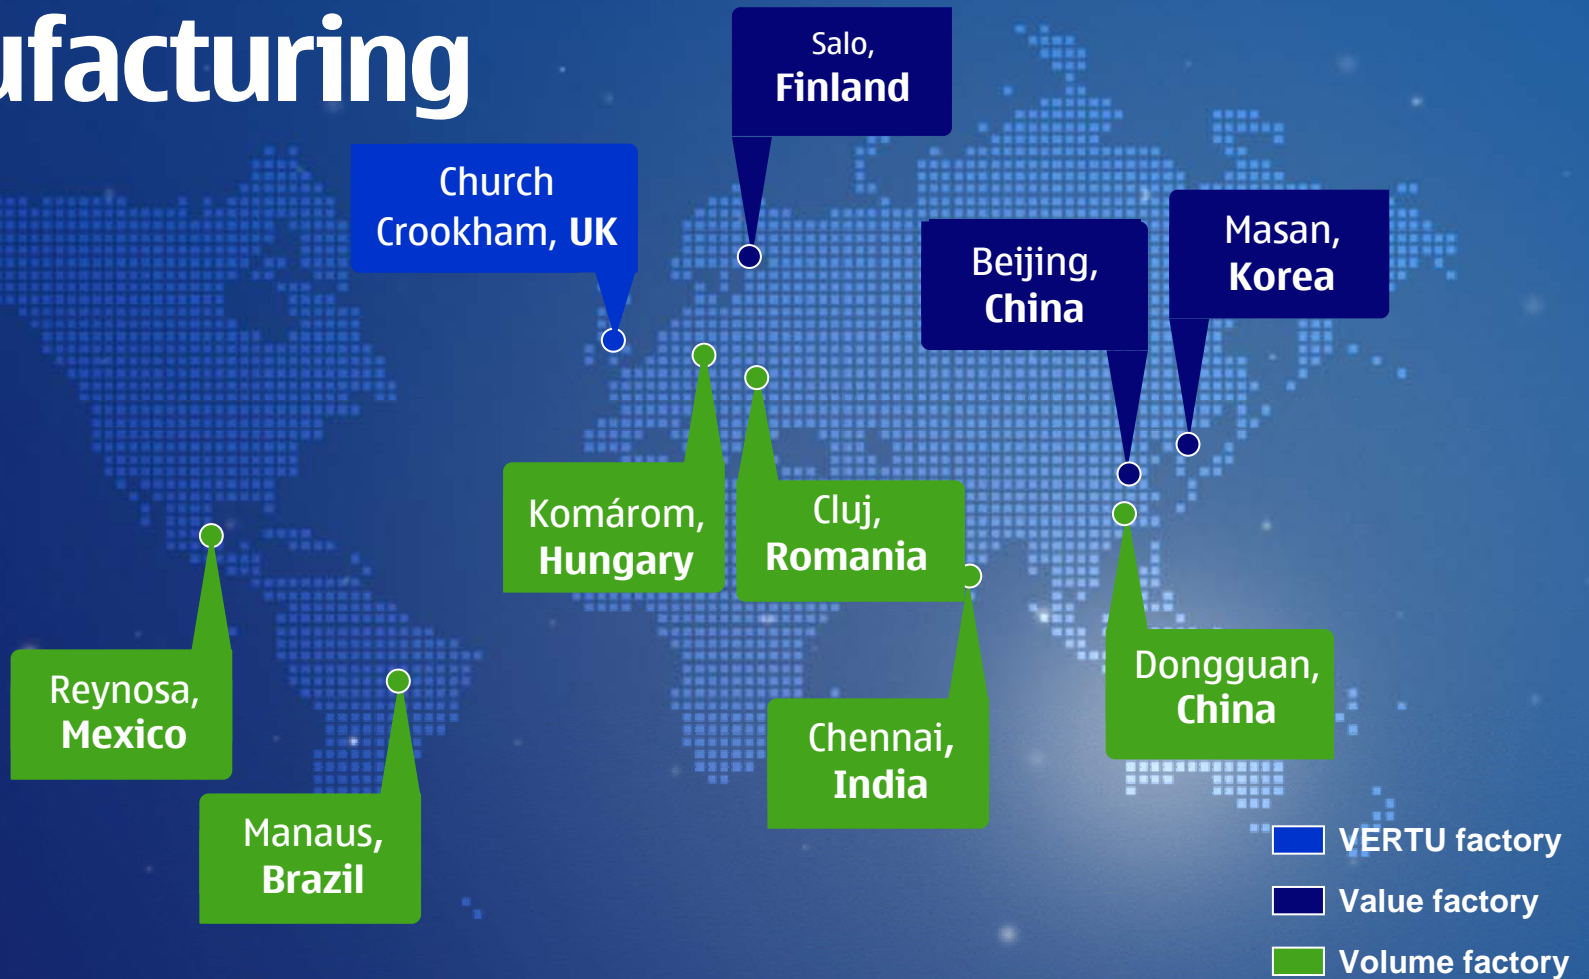 ufacturing
Salo,
Finland
Church
Crookham, UK
Masan,
Korea
Beijing,
China
Komárom,
Hungary
Cluj,
Romania
Reynosa,
Mexico
Dongguan,
China
Chennai,
India
Manaus,
Brazil
VERTU factory
Value factory
Volume factory